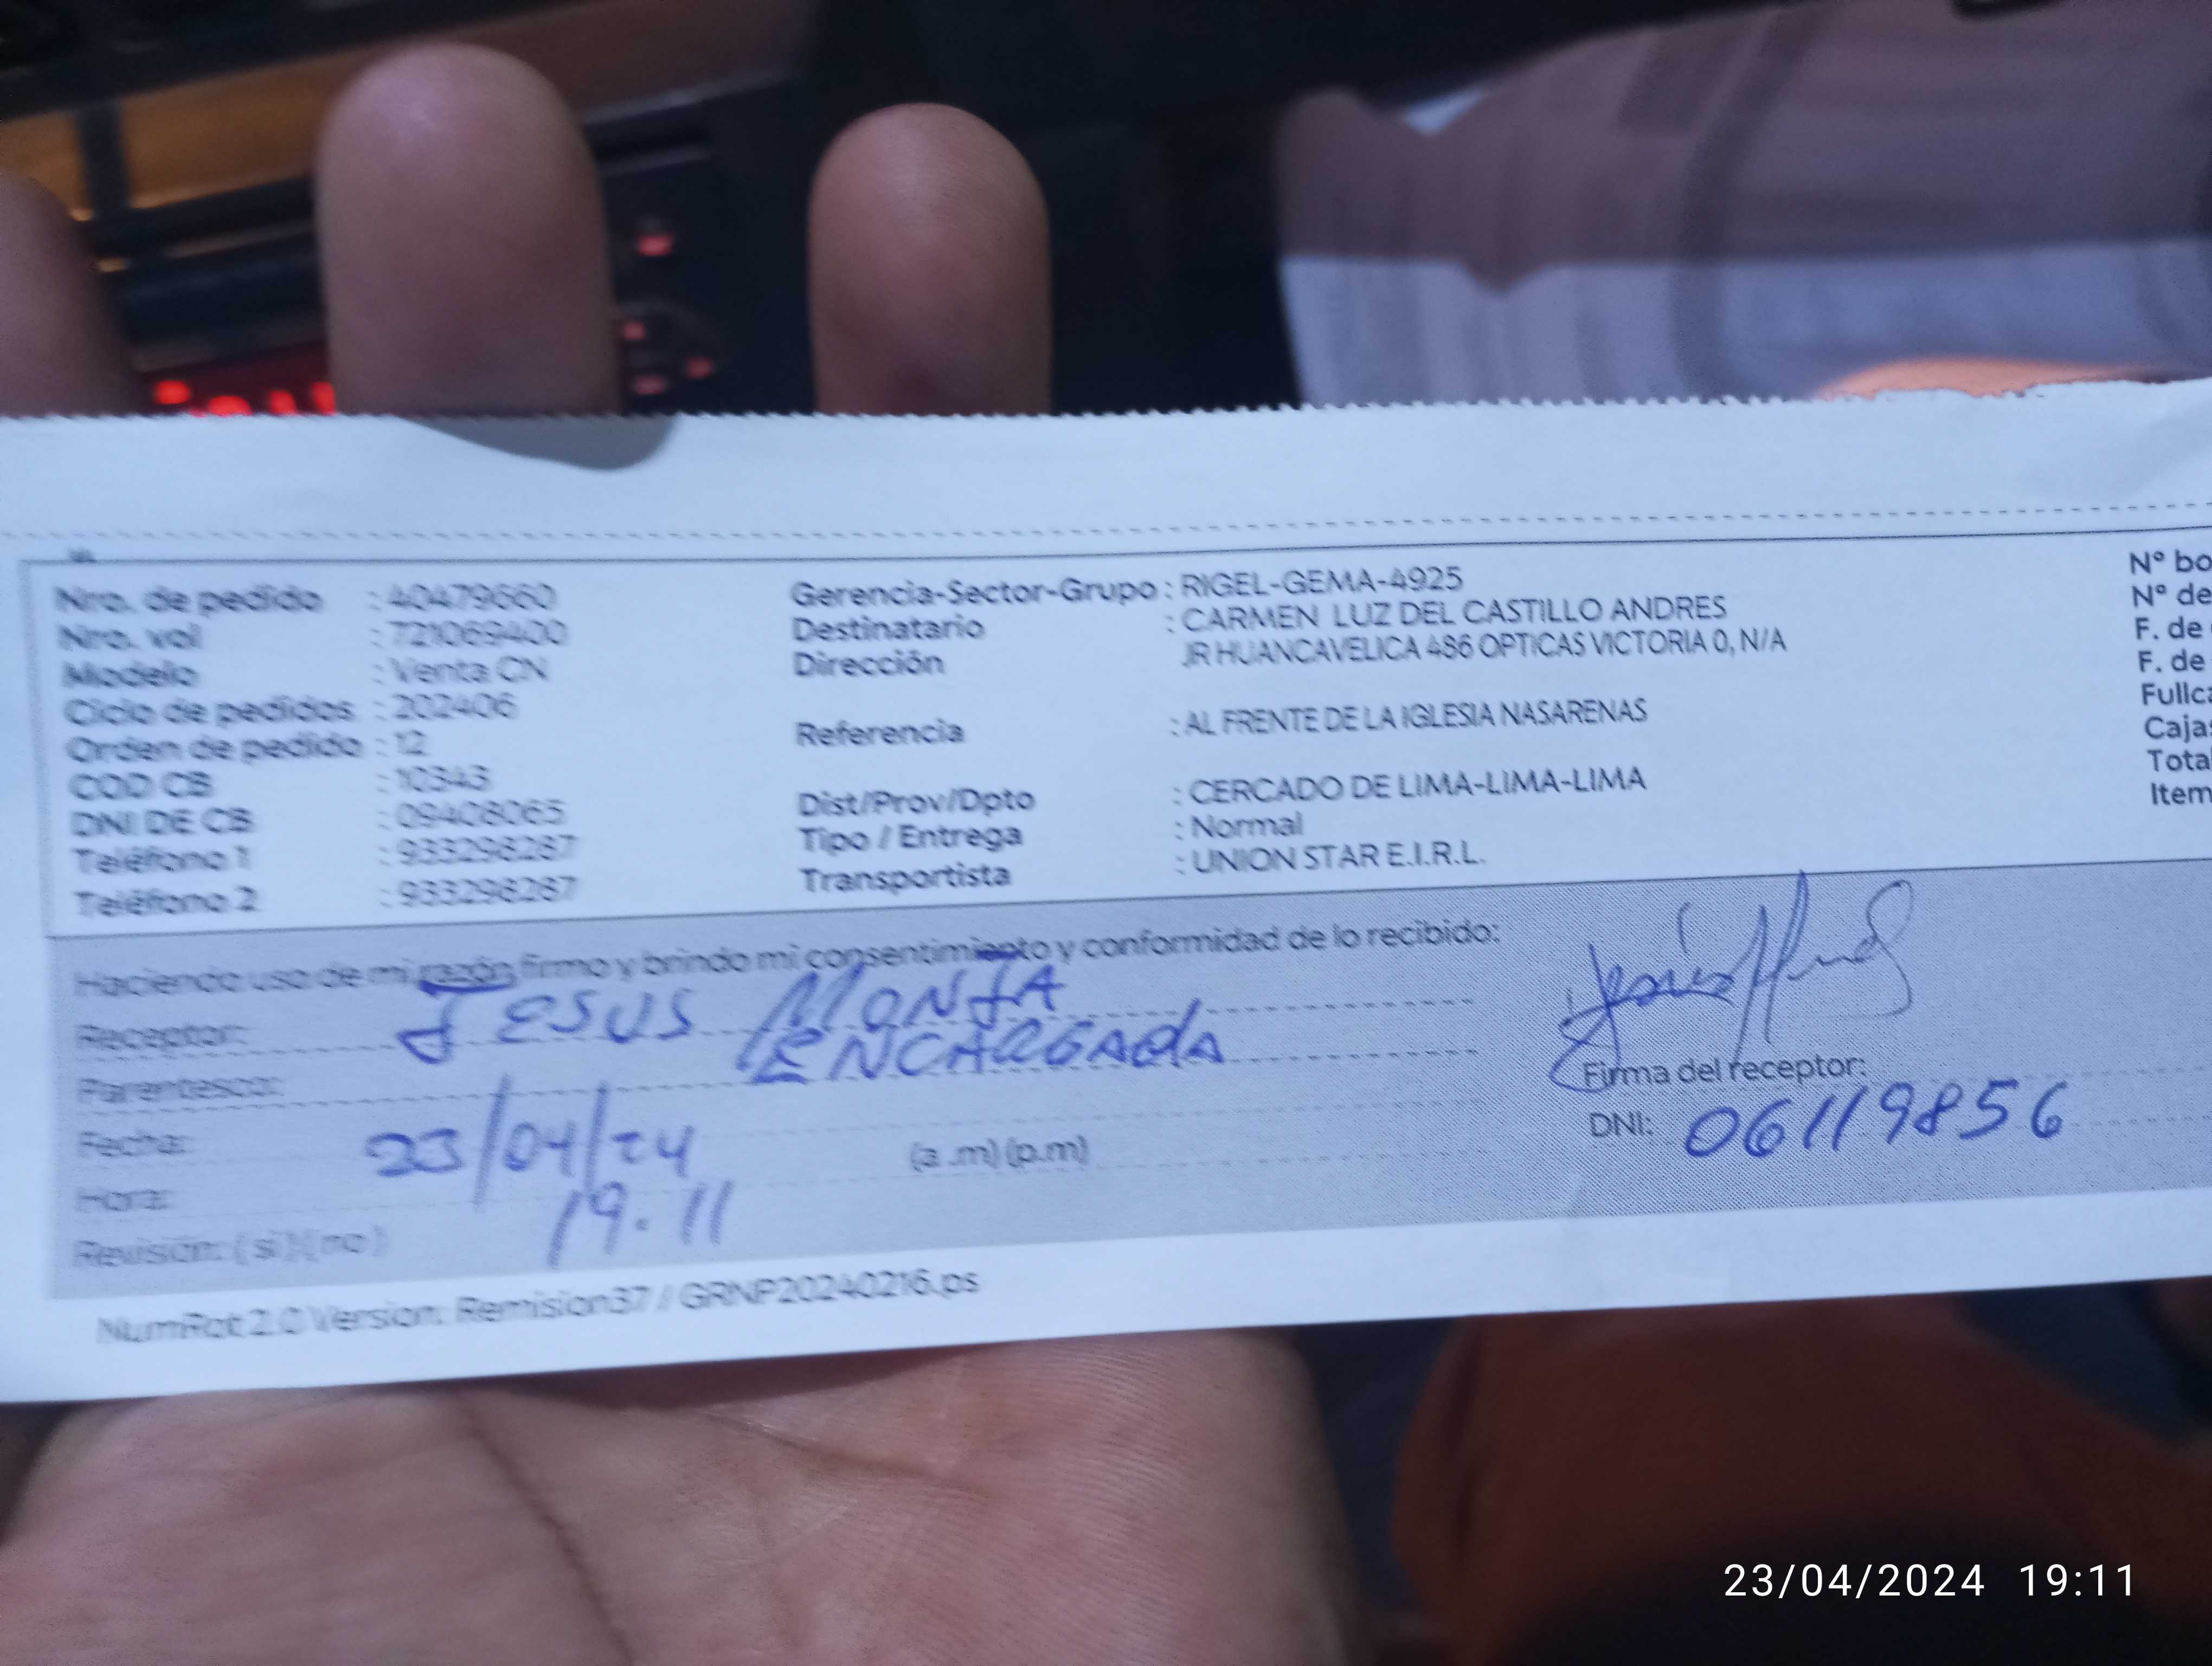 Nro. de pedido : 40479660
Nro. vol : 721069400
Modelo : Venta CN
Ciclo de pedidos : 202406
Orden de pedido : 12
COD CB : 10343
DNI DE CB : 09408065
Teléfono 1 : 933298287
Teléfono 2 : 933298287
Gerencia-Sector-Grupo : RIGEL-GEMA-4925
Destinatario : CARMEN LUZ DEL CASTILLO ANDRES
Dirección JR HUANCAVELICA 486 OPTICAS VICTORIA 0, N/A
Referencia : AL FRENTE DE LA IGLESIA NASARENAS
Dist/Prov/Dpto : CERCADO DE LIMA-LIMA-LIMA
Tipo / Entrega : Normal
Transportista : UNION STAR E.I.R.L.
N° bo
N° de
F. de
F. de
Fullca
Cajas
Total
Item
Haciendo uso de mi razón firmo y brindo mi consentimiento y conformidad de lo recibido:
Receptor: JESUS MONJA
Parentesco: ENCARGADA
Fecha: 23/04/24
Hora: 19.11 (a .m) (p.m)
Revisión: (si) (no)
Firma del receptor:
DNI: 06119856
NumRot 2.0 Version: Remision37 / GRNP20240216.ps
23/04/2024 19:11